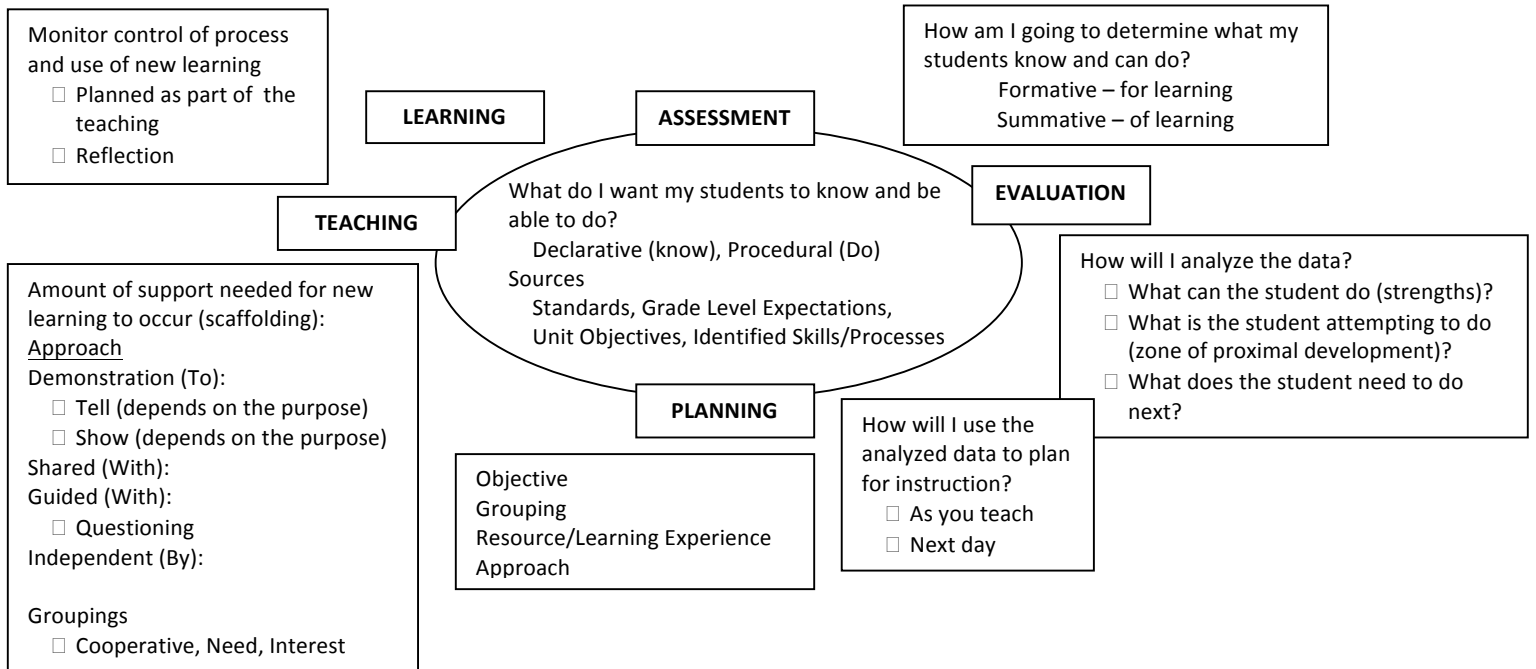 Monitor control of process
and use of new learning
☐ Planned as part of the
teaching
☐ Reflection
LEARNING
ASSESSMENT
How am I going to determine what my
students know and can do?
Formative – for learning
Summative – of learning
TEACHING
What do I want my students to know and be
able to do?
Declarative (know), Procedural (Do)
Sources
Standards, Grade Level Expectations,
Unit Objectives, Identified Skills/Processes
EVALUATION
How will I analyze the data?
☐ What can the student do (strengths)?
☐ What is the student attempting to do
(zone of proximal development)?
☐ What does the student need to do
next?
Amount of support needed for new
learning to occur (scaffolding):
Approach
Demonstration (To):
☐ Tell (depends on the purpose)
☐ Show (depends on the purpose)
Shared (With):
Guided (With):
☐ Questioning
Independent (By):
Groupings
☐ Cooperative, Need, Interest
PLANNING
Objective
Grouping
Resource/Learning Experience
Approach
How will I use the
analyzed data to plan
for instruction?
☐ As you teach
☐ Next day